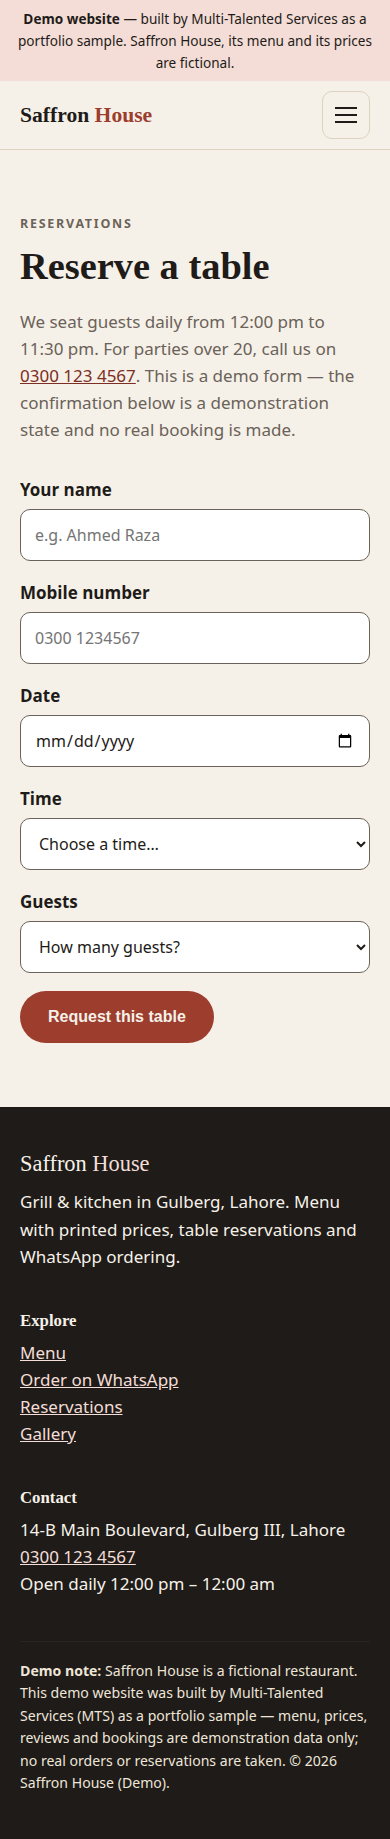 Demo website — built by Multi-Talented Services as a
portfolio sample. Saffron House, its menu and its prices
are fictional.
Saffron House
RESERVATIONS
Reserve a table
We seat guests daily from 12:00 pm to
11:30 pm. For parties over 20, call us on
0300 123 4567. This is a demo form — the
confirmation below is a demonstration
state and no real booking is made.
Your name
e.g. Ahmed Raza
Mobile number
0300 1234567
Date
mm/dd/yyyy
Time
Choose a time...
Guests
How many guests?
Request this table
Saffron House
Grill & kitchen in Gulberg, Lahore. Menu
with printed prices, table reservations and
WhatsApp ordering.
Explore
Menu
Order on WhatsApp
Reservations
Gallery
Contact
14-B Main Boulevard, Gulberg III, Lahore
0300 123 4567
Open daily 12:00 pm – 12:00 am
Demo note: Saffron House is a fictional restaurant.
This demo website was built by Multi-Talented
Services (MTS) as a portfolio sample — menu, prices,
reviews and bookings are demonstration data only;
no real orders or reservations are taken. © 2026
Saffron House (Demo).